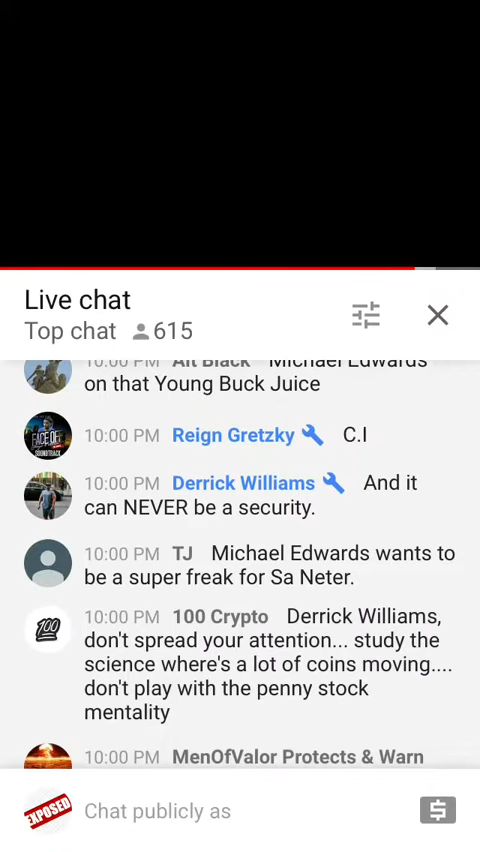 Live chat
Top chat 615
10:00 PM Alt Black Michael Edwards
on that Young Buck Juice
10:00 PM Reign Gretzky C.I
10:00 PM Derrick Williams And it
can NEVER be a security.
10:00 PM TJ Michael Edwards wants to
be a super freak for Sa Neter.
10:00 PM 100 Crypto Derrick Williams,
don't spread your attention... study the
science where's a lot of coins moving....
don't play with the penny stock
mentality
10:00 PM MenOfValor Protects & Warn
EXPOSED
Chat publicly as